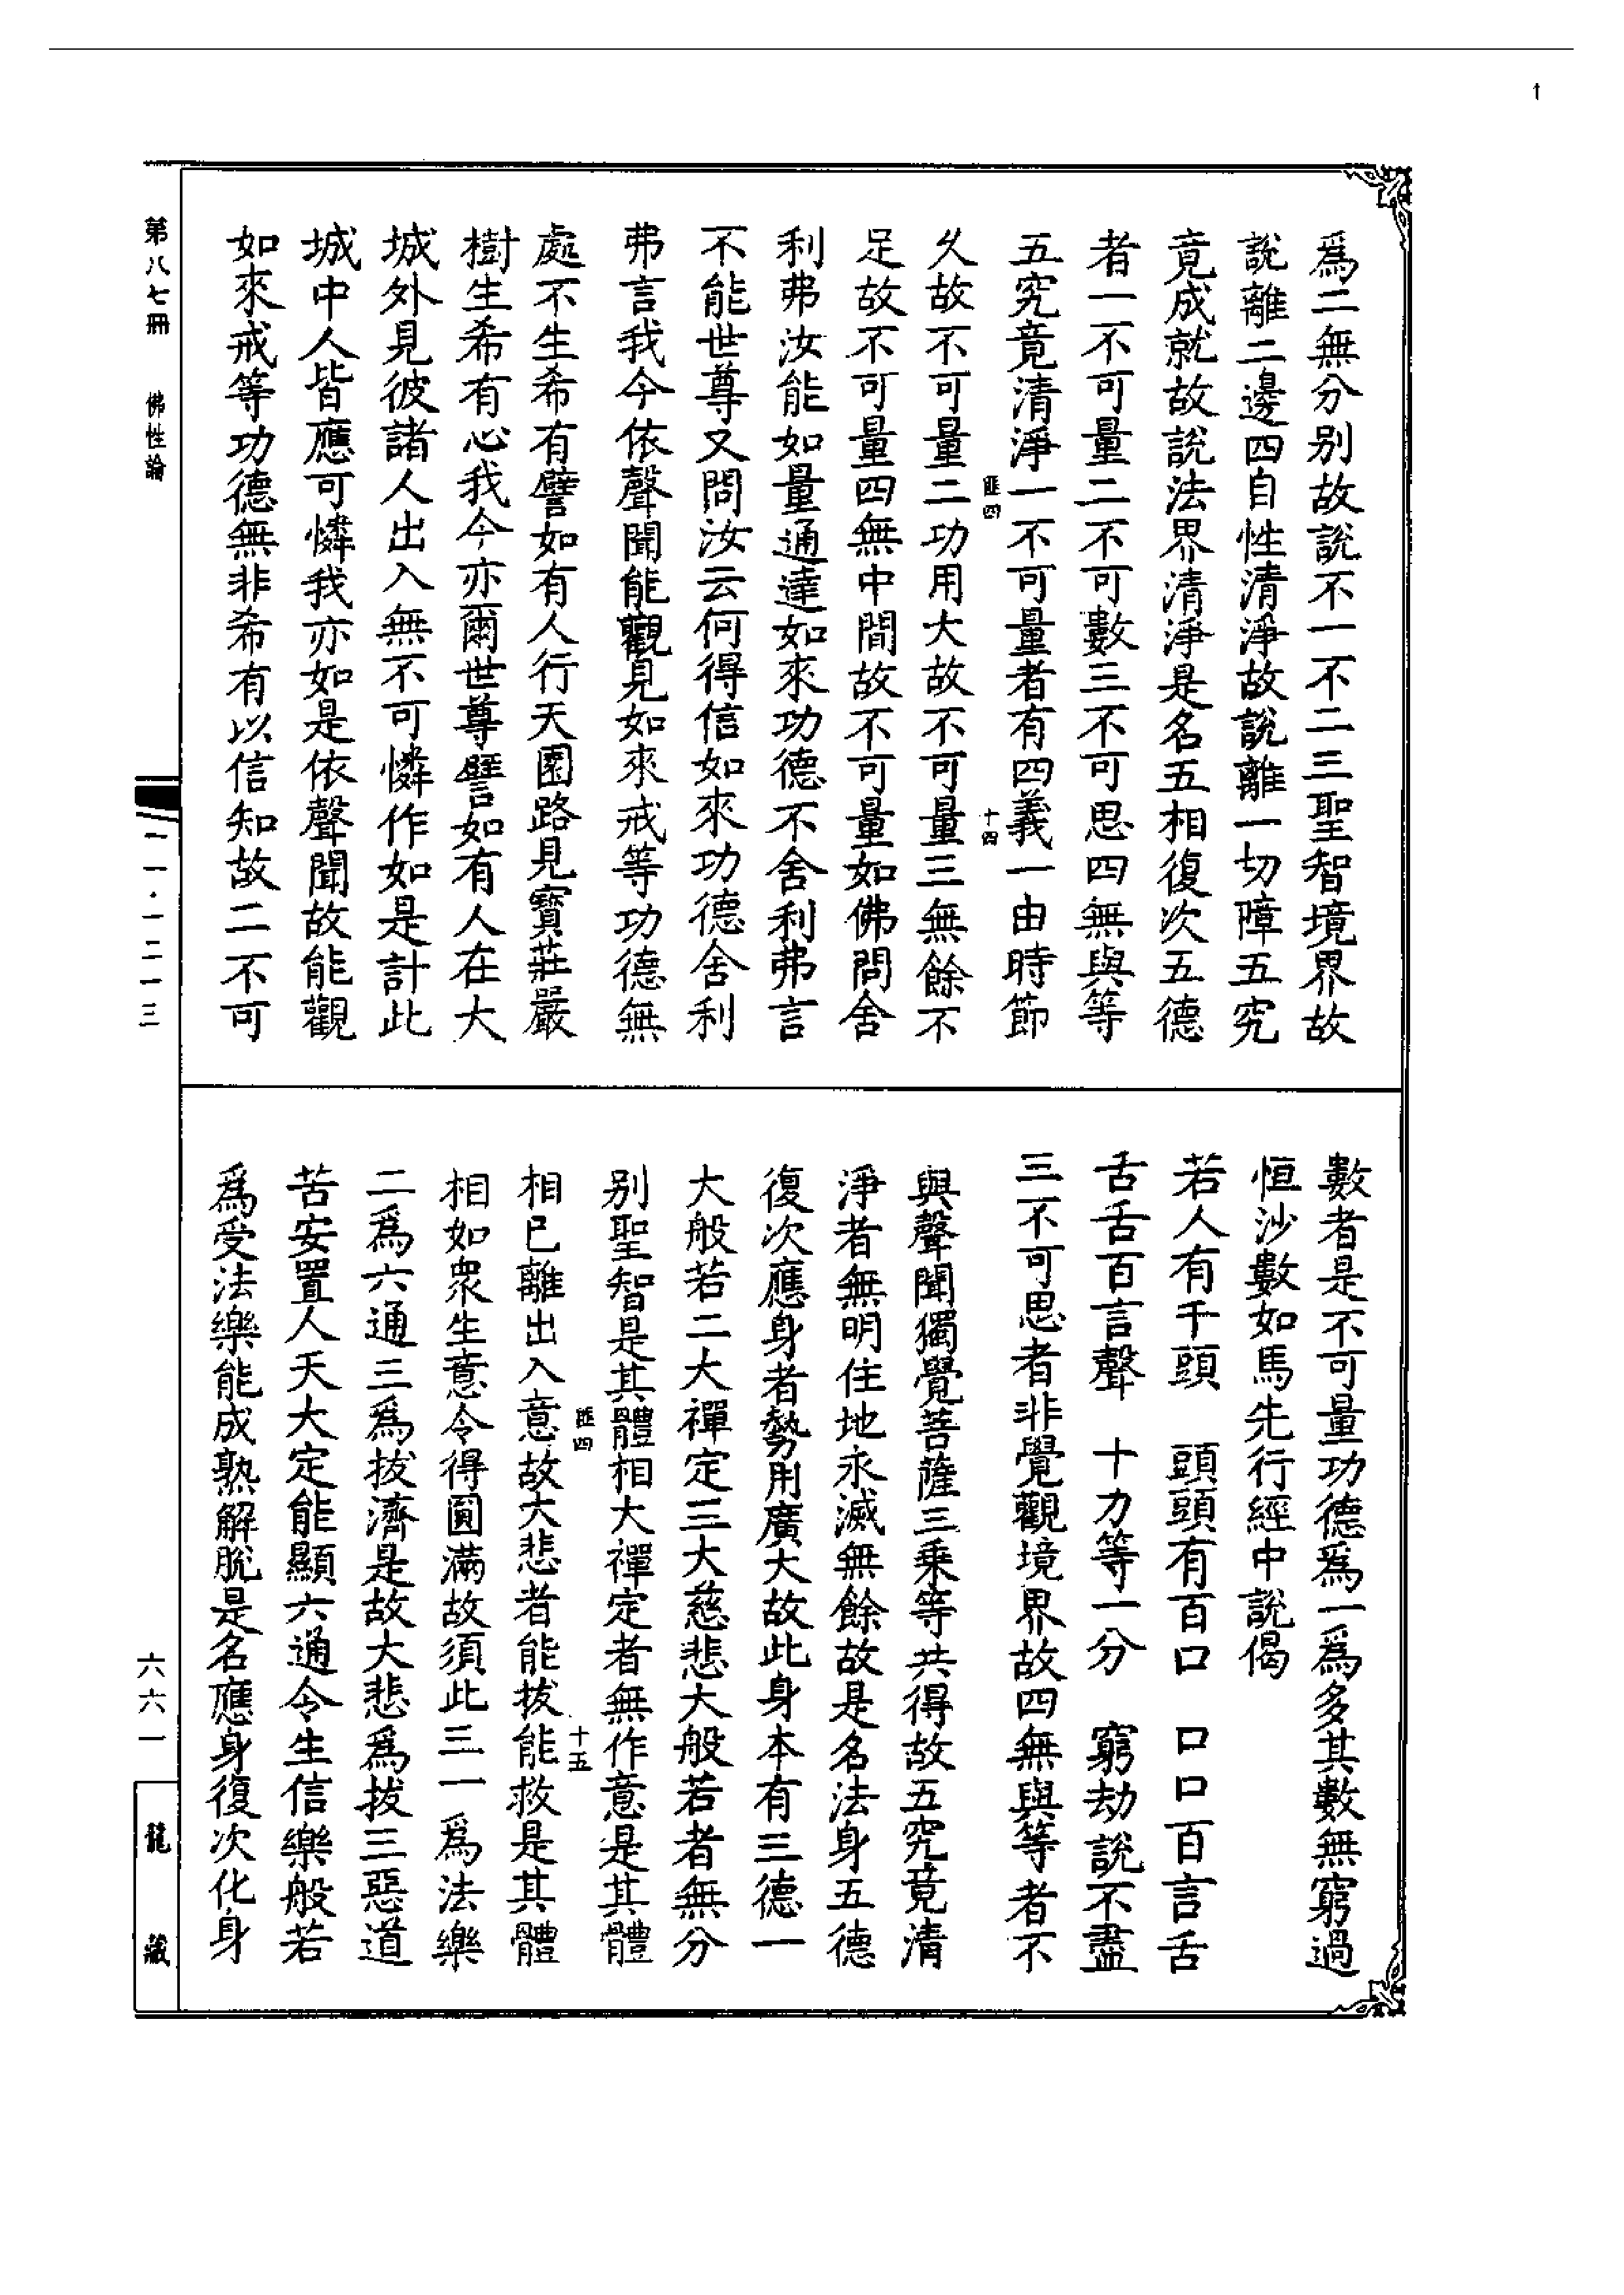 為二無分别故說不一不二三聖智境界故
說離二邊四自性清淨故說離一切障五究
竟成就故說法界清淨是名五相復次五德
者一不可量二不可數三不可思四無與等
五究竟清淨一不可量者有四義一由時節
匪四
十四
久故不可量二功用大故不可量三無餘不
足故不可量四無中間故不可量如佛問舍
利弗汝能如量通達如來功德不舍利弗言
不能世尊又問汝云何得信如來功德舍利
弗言我今依聲聞能觀見如來戒等功德無
處不生希有譬如有人行天園路見寶莊嚴
樹生希有心我今亦爾世尊譬如有人在大
城外見彼諸人出入無不可憐作如是計此
城中人皆應可憐我亦如是依聲聞故能觀
如來戒等功德無非希有以信知故二不可
數者是不可量功德為一為多其數無窮過
恒沙數如馬先行經中說偈
若人有千頭　頭頭有百口　口口百言舌
舌舌百言聲　十力等一分　窮劫說不盡
三不可思者非覺觀境界故四無與等者不
與聲聞獨覺菩薩三乘等共得故五究竟清
淨者無明住地永滅無餘故是名法身五德
復次應身者勢用廣大故此身本有三德一
大般若二大禪定三大慈悲大般若者無分
别聖智是其體相大禪定者無作意是其體
匪四
十五
相已離出入意故大悲者能拔能救是其體
相如衆生意令得圓滿故須此三一為法樂
二為六通三為拔濟是故大悲為拔三惡道
苦安置人天大定能顯六通令生信樂般若
為受法樂能成熟解脫是名應身復次化身
第八七冊　佛性論
二一·一二一三
六六一
龍藏